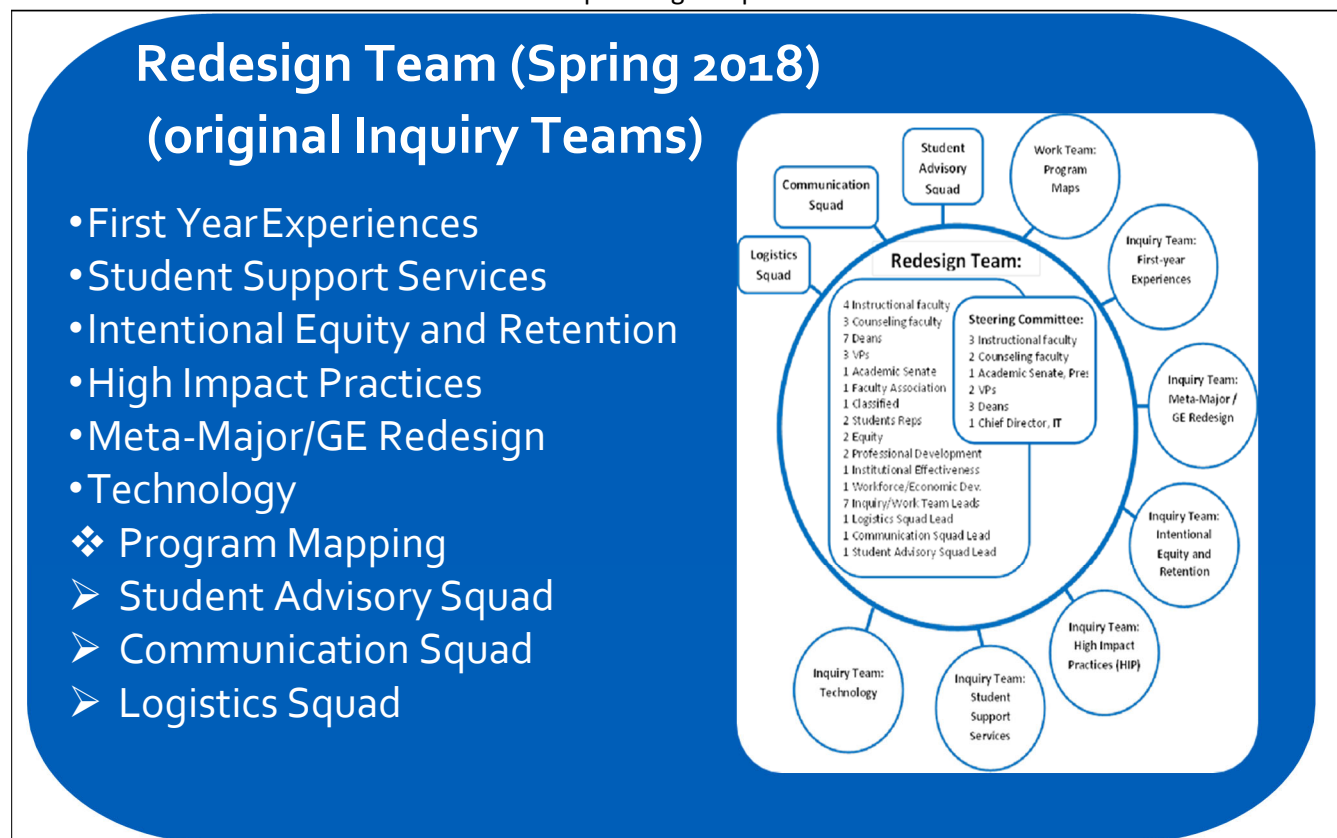 Redesign Team (Spring 2018)
(original Inquiry Teams)
•First Year Experiences
•Student Support Services
•Intentional Equity and Retention
•High Impact Practices
•Meta-Major/GE Redesign
•Technology
❖ Program Mapping
➢ Student Advisory Squad
➢ Communication Squad
➢ Logistics Squad
Student
Advisory
Squad
Work Team:
Program
Maps
Communication
Squad
Logistics
Squad
Inquiry Team:
First-year
Experiences
Redesign Team:
4 Instructional faculty
3 Counseling faculty
7 Deans
3 VPs
1 Academic Senate
1 Faculty Association
1 Classified
2 Students Reps
2 Equity
2 Professional Development
1 Institutional Effectiveness
1 Workforce/Economic Dev.
7 Inquiry/Work Team Leads
1 Logistics Squad Lead
1 Communication Squad Lead
1 Student Advisory Squad Lead
Steering Committee:
3 Instructional faculty
2 Counseling faculty
1 Academic Senate, Pres
2 VPs
3 Deans
1 Chief Director, IT
Inquiry Team:
Meta-Major /
GE Redesign
Inquiry Team:
Intentional
Equity and
Retention
Inquiry Team:
High Impact
Practices (HIP)
Inquiry Team:
Student
Support
Services
Inquiry Team:
Technology